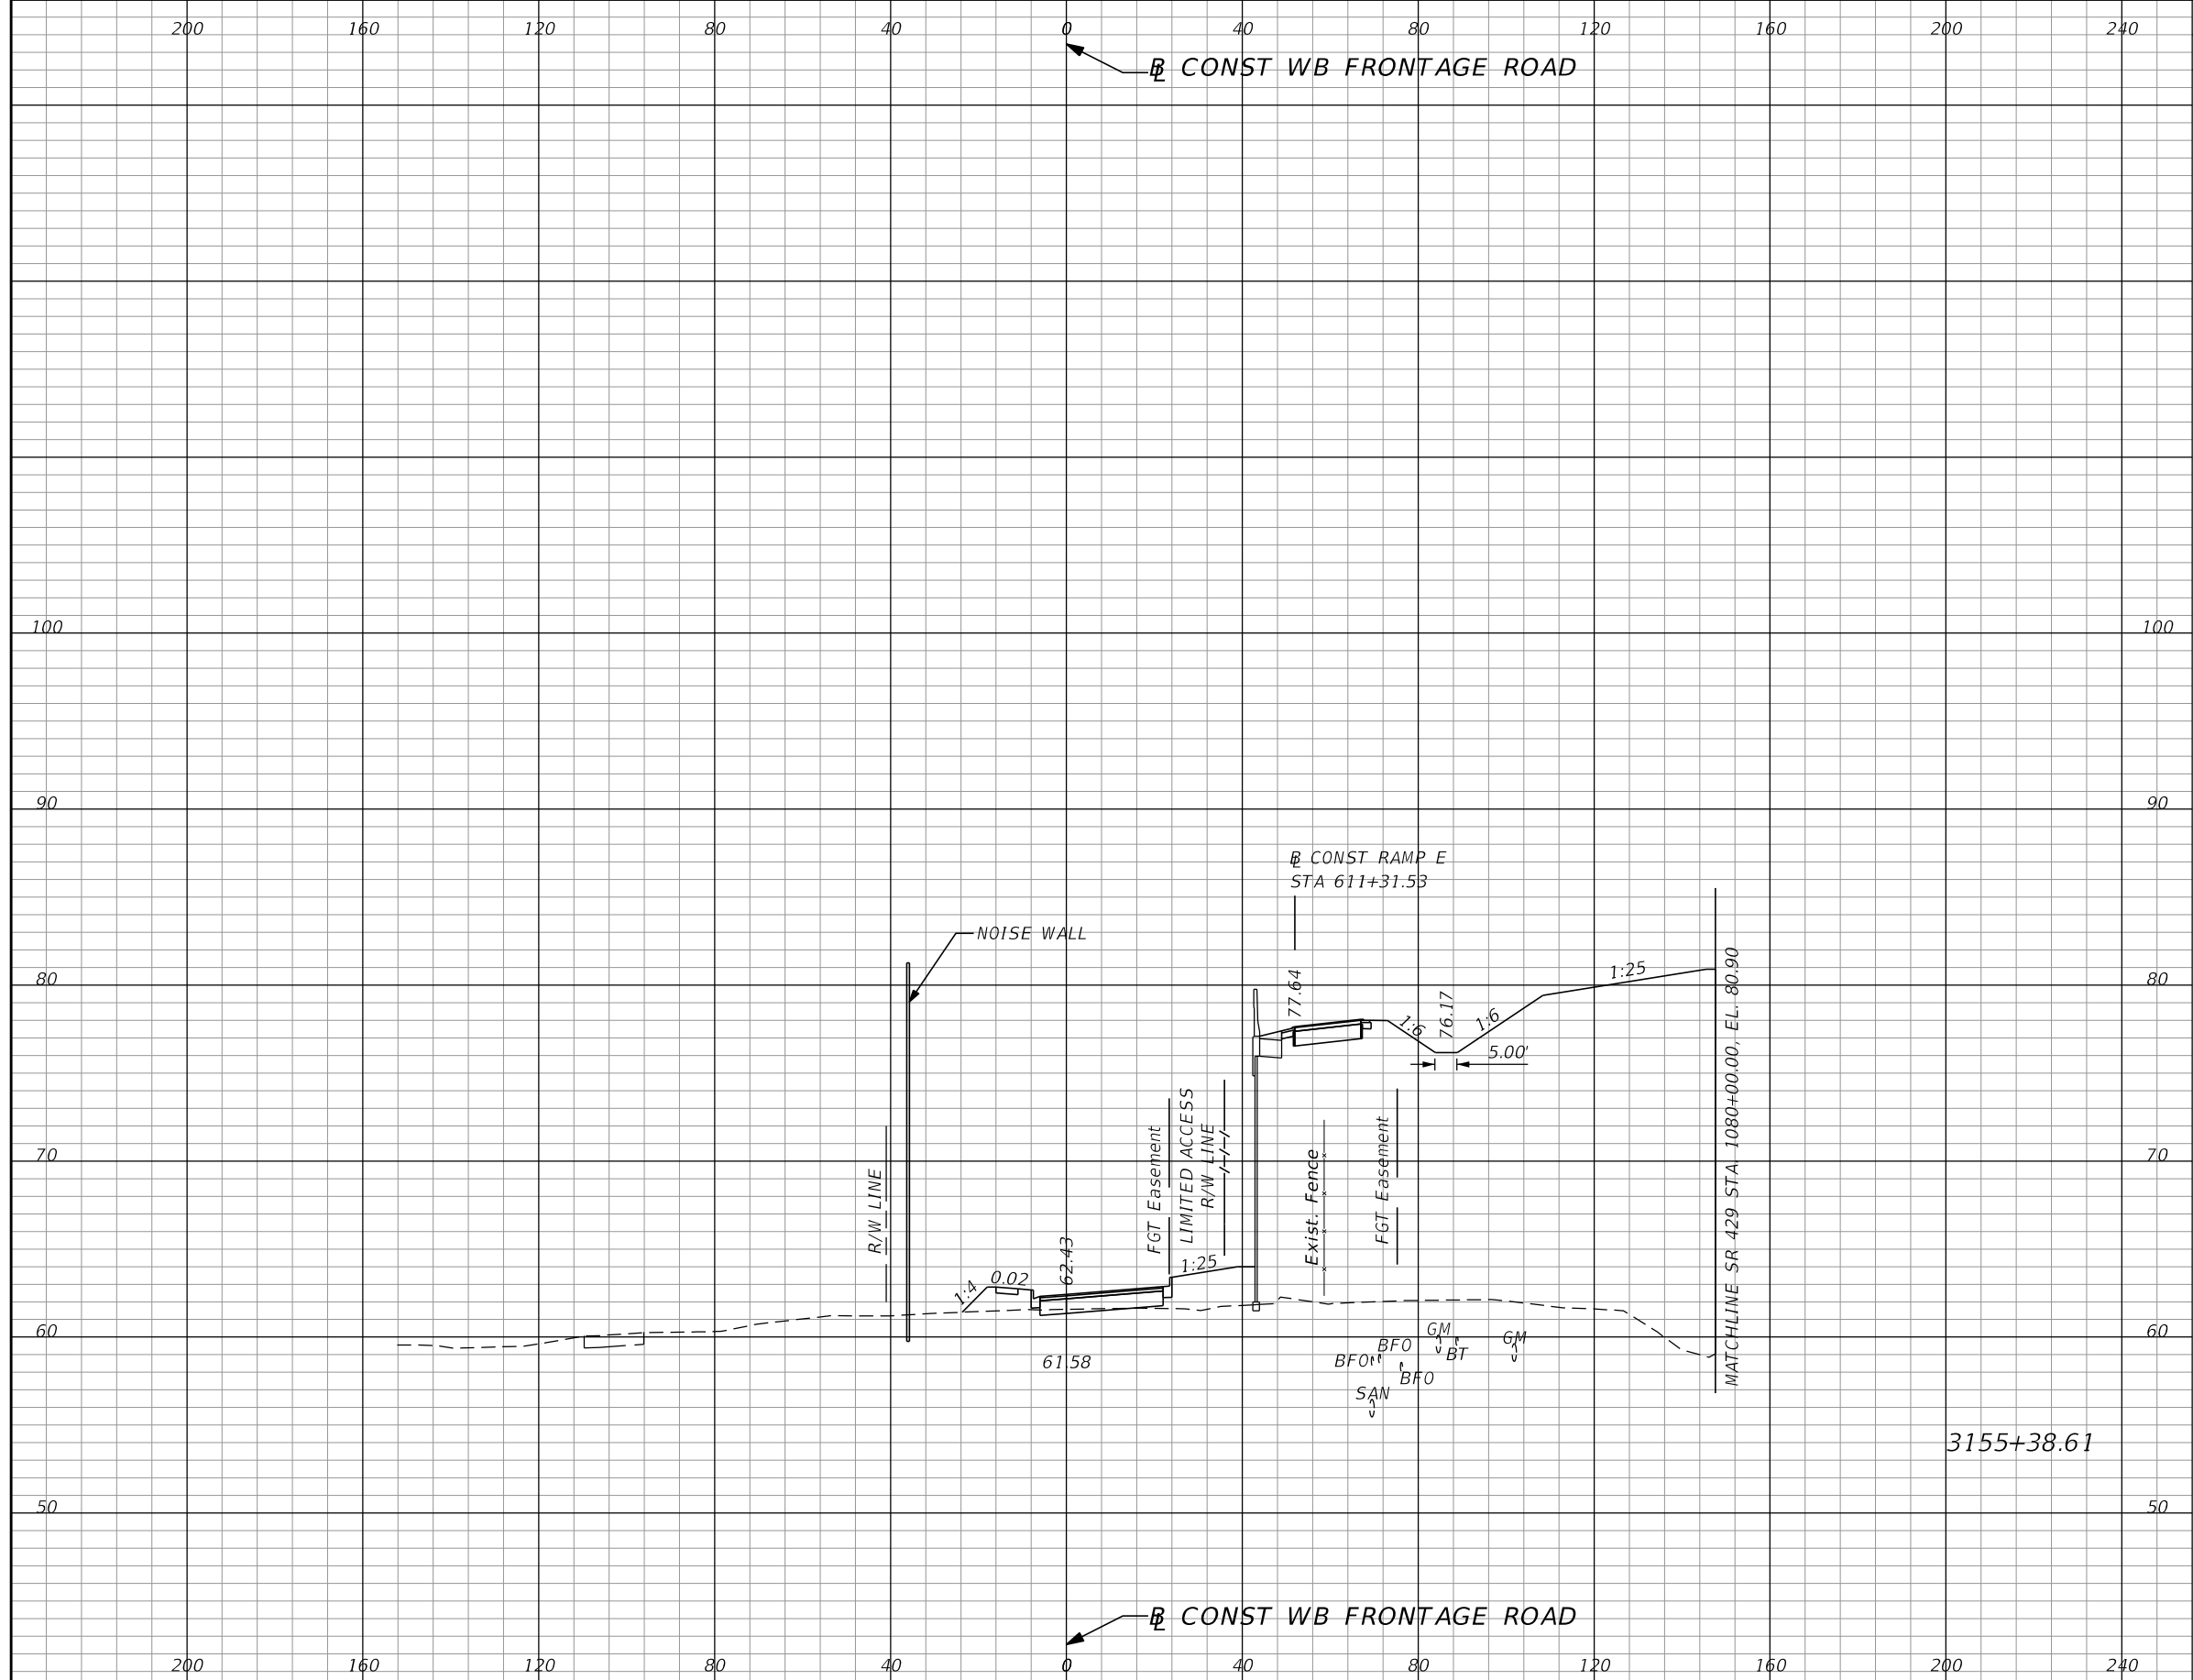 200 160 120 80 40 0 40 80 120 160 200 240
BL CONST WB FRONTAGE ROAD
100 100
90 90
BL CONST RAMP E
STA 611+31.53
NOISE WALL
80 80
77.64
76.17
1:6
1:6
1:25
5.00'
MATCHLINE SR 429 STA. 1080+00.00, EL. 80.90
70 70
R/W LINE
FGT Easement
LIMITED ACCESS
R/W LINE
Exist. Fence
FGT Easement
1:4
0.02
62.43
1:25
60 60
61.58
BFO
BFO
BFO
GM
BT
GM
SAN
3155+38.61
50 50
BL CONST WB FRONTAGE ROAD
200 160 120 80 40 0 40 80 120 160 200 240